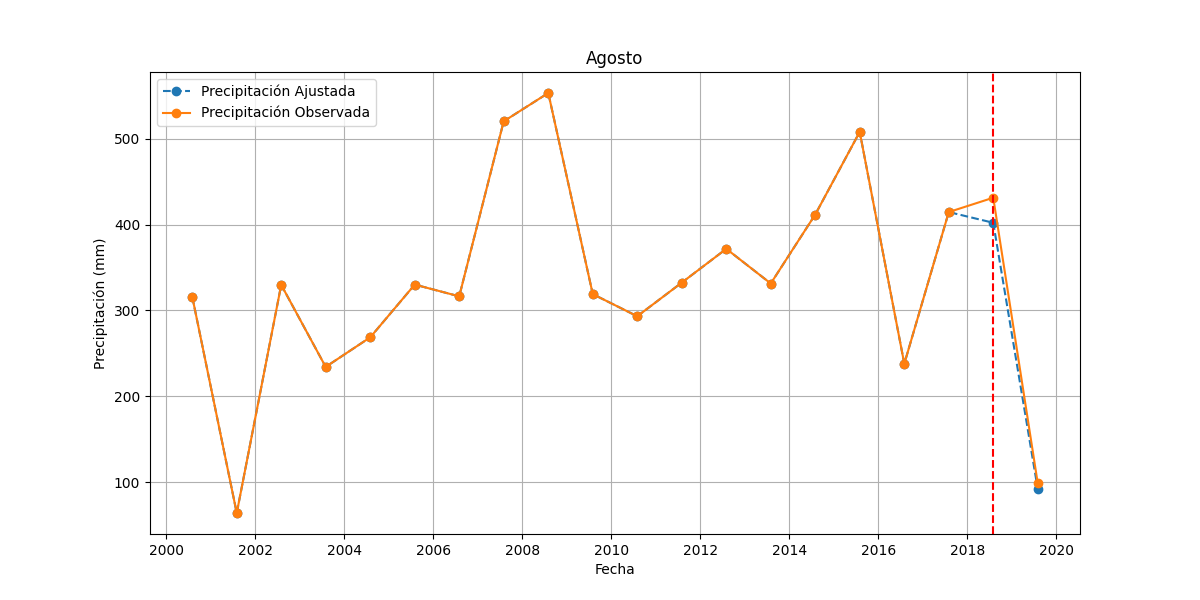 Agosto
Precipitación Ajustada
Precipitación Observada
Precipitación (mm)
500
400
300
200
100
2000 2002 2004 2006 2008 2010 2012 2014 2016 2018 2020
Fecha